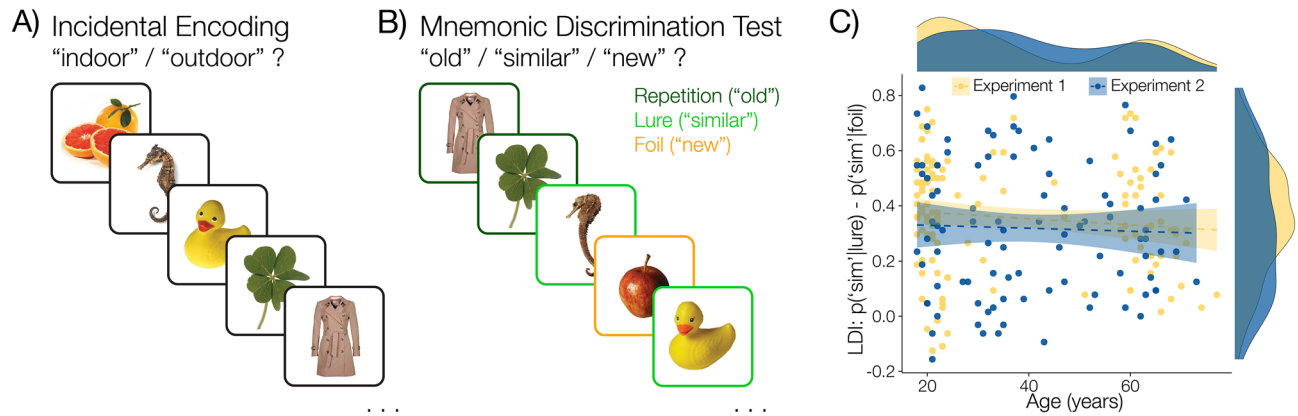 A) Incidental Encoding
“indoor” / “outdoor” ?
. . .
B) Mnemonic Discrimination Test
“old” / “similar” / “new” ?
Repetition (“old”)
Lure (“similar”)
Foil (“new”)
. . .
C)
Experiment 1 Experiment 2
LDI: p(‘sim’|lure) - p(‘sim’|foil)
0.8
0.6
0.4
0.2
0.0
-0.2
20 40 60
Age (years)